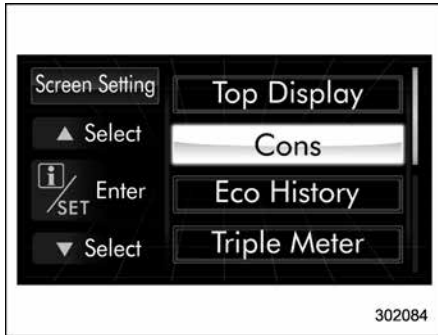 Screen Setting
Top Display
▲ Select
Cons
i/SET Enter
Eco History
▼ Select
Triple Meter
302084